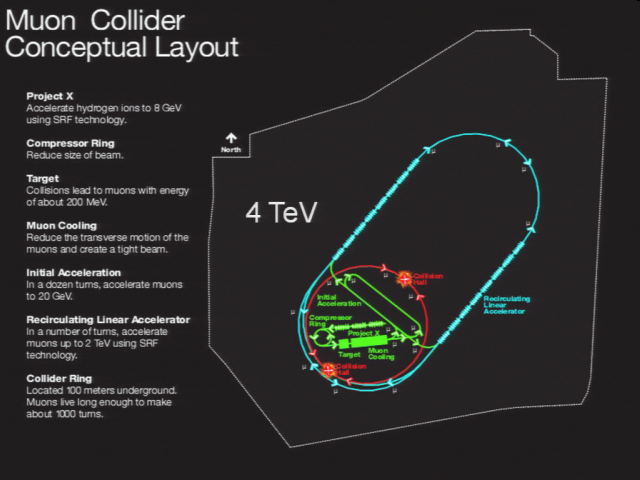 Muon Collider
Conceptual Layout
Project X
Accelerate hydrogen ions to 8 GeV
using SRF technology.
Compressor Ring
Reduce size of beam.
Target
Collisions lead to muons with energy
of about 200 MeV.
Muon Cooling
Reduce the transverse motion of the
muons and create a tight beam.
Initial Acceleration
In a dozen turns, accelerate muons
to 20 GeV.
Recirculating Linear Accelerator
In a number of turns, accelerate
muons up to 2 TeV using SRF
technology.
Collider Ring
Located 100 meters underground.
Muons live long enough to make
about 1000 turns.
North
4 TeV
Collision
Hall
Initial
Acceleration
Recirculating
Linear
Accelerator
Compressor
Ring
Project X
Target
Muon
Cooling
Collision
Hall